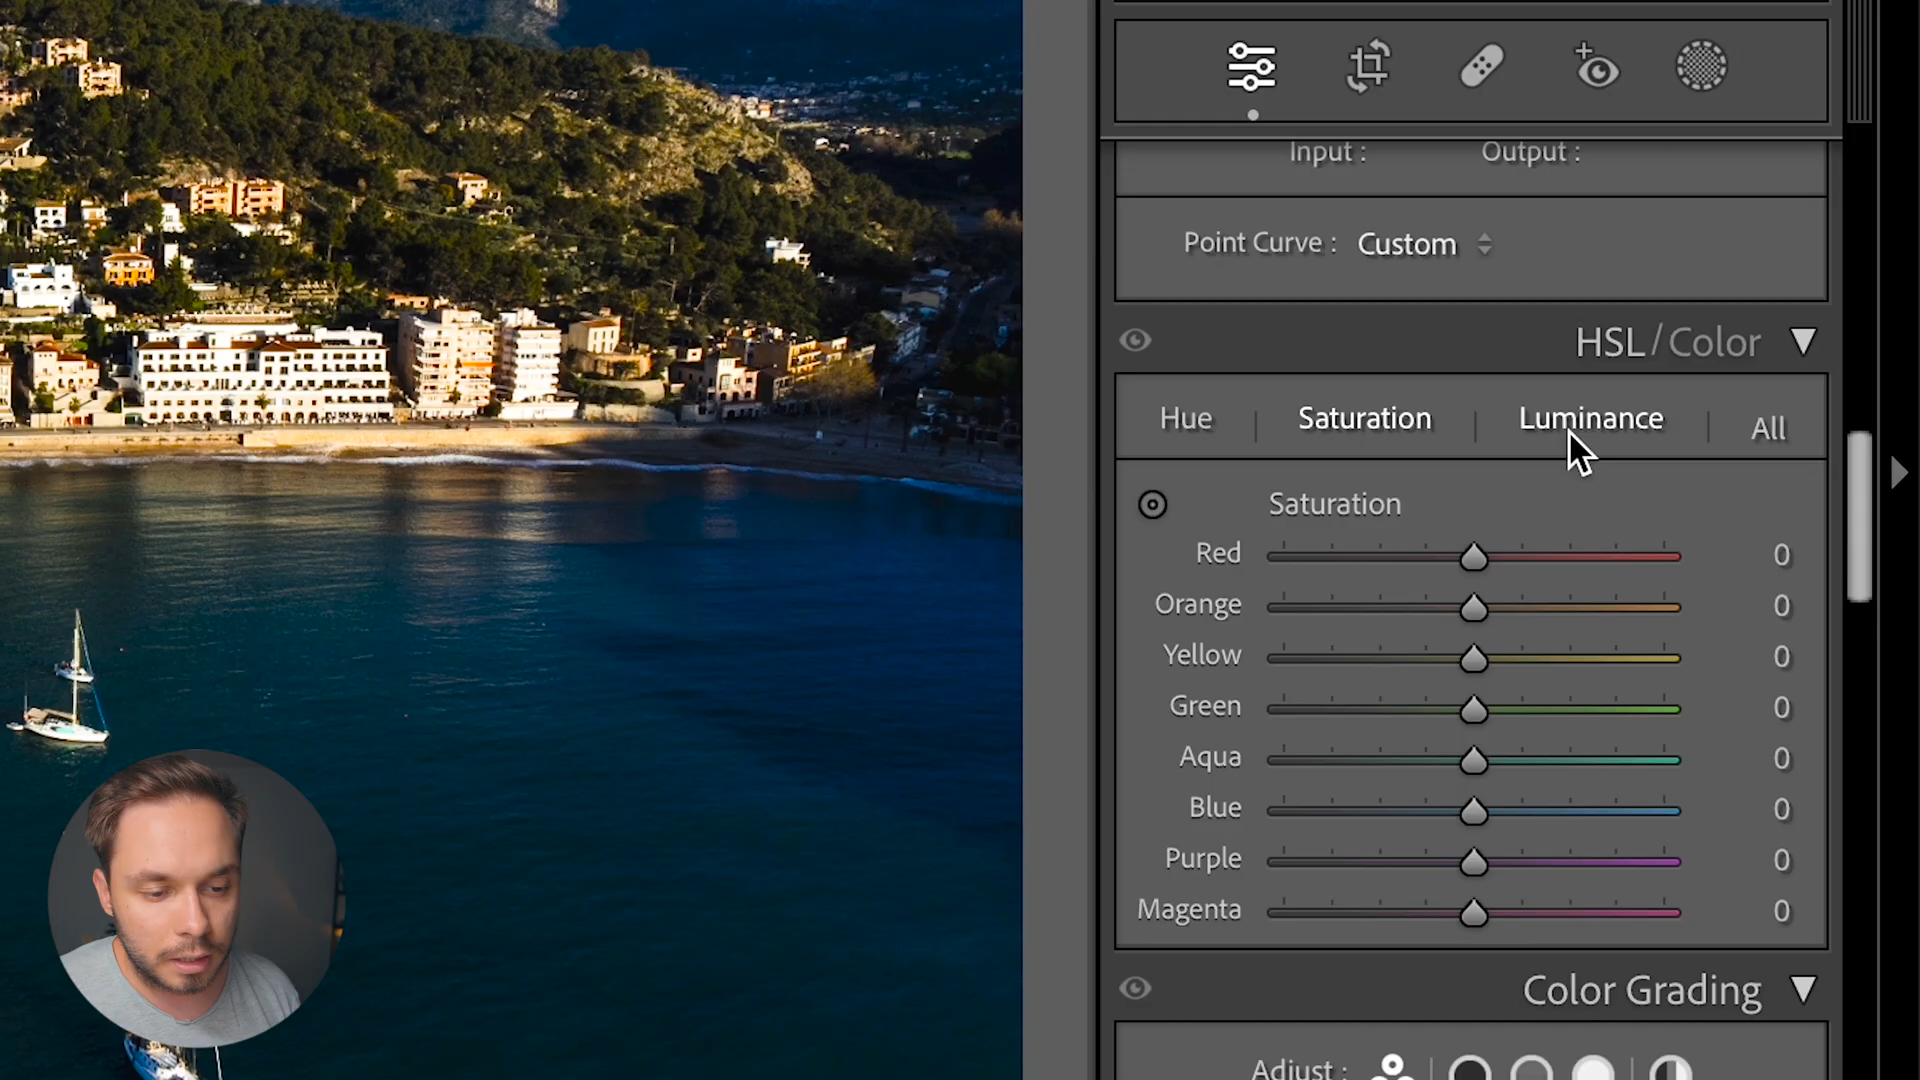 Input : Output :
Point Curve : Custom
HSL / Color
Hue | Saturation | Luminance | All
Saturation
Red 0
Orange 0
Yellow 0
Green 0
Aqua 0
Blue 0
Purple 0
Magenta 0
Color Grading
Adjust :